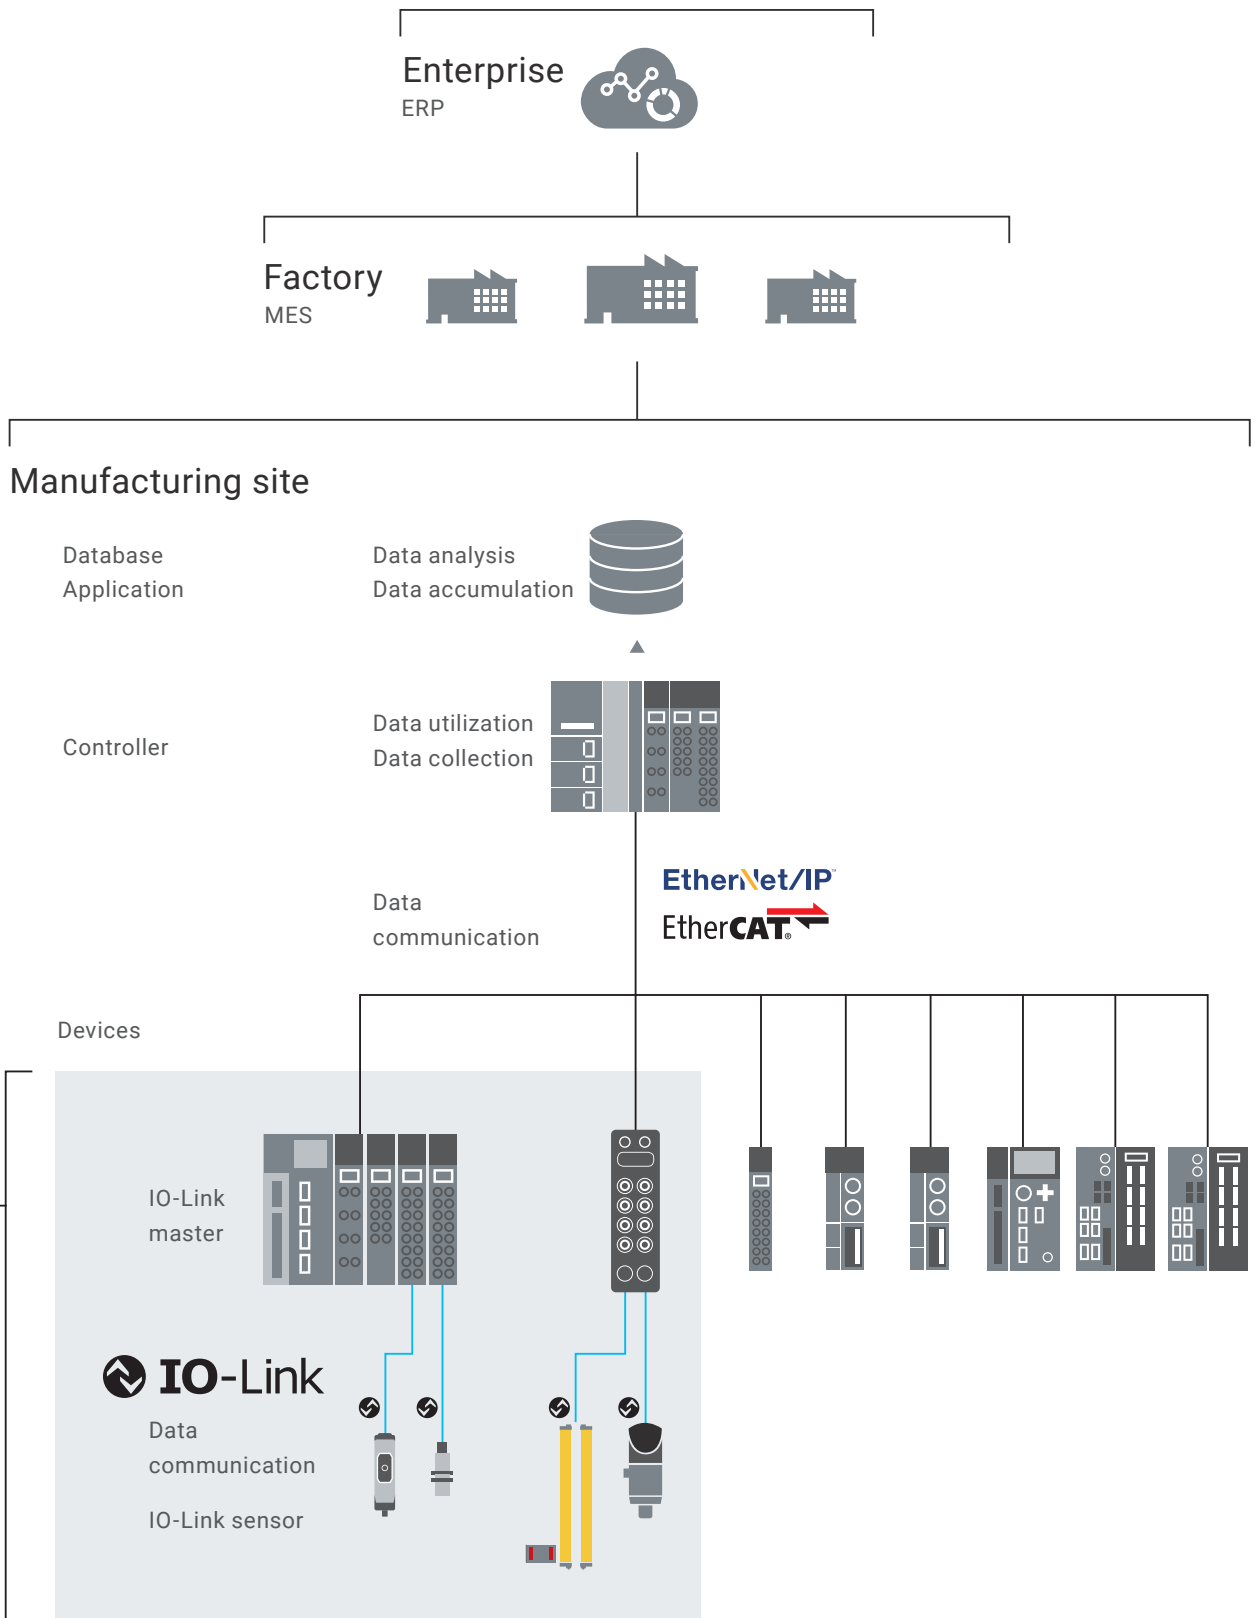 Enterprise
ERP
Factory
MES
Manufacturing site
Database
Application
Data analysis
Data accumulation
Controller
Data utilization
Data collection
EtherNet/IP™
Data
communication
EtherCAT®
Devices
IO-Link
master
IO-Link
Data
communication
IO-Link sensor